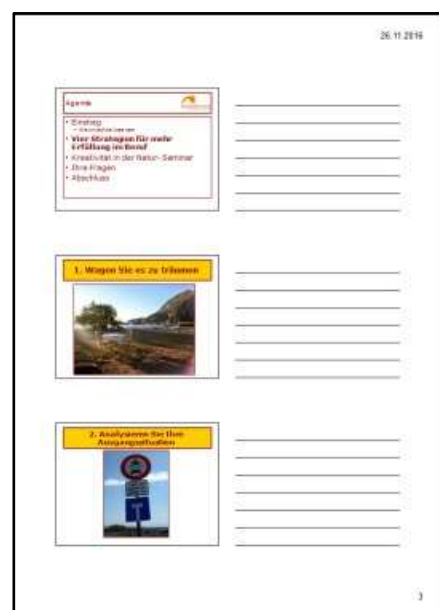 26.11.2016
Agenda
• Einstieg
• Vier Strategien für mehr
Erfüllung im Beruf
• Kreativität in der Natur- Seminar
• Ihre Fragen
• Abschluss
1. Wagen Sie es zu träumen
2. Analysieren Sie Ihre
Ausgangssituation
3